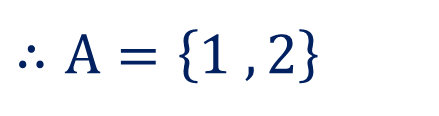 ∴ A = {1 , 2}